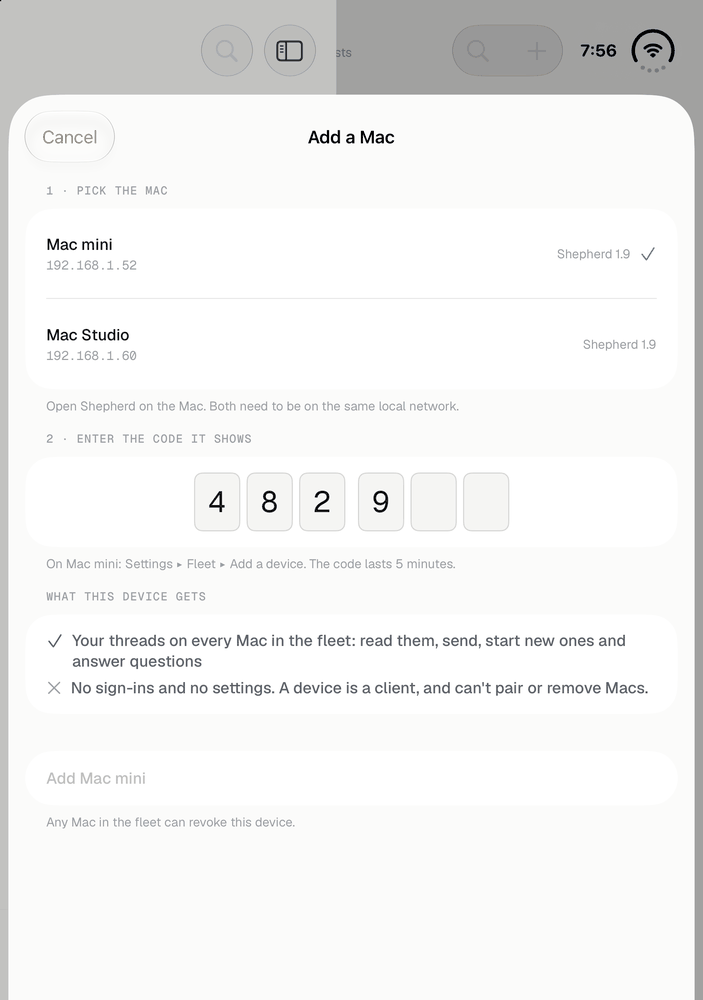 sts
7:56
Cancel
Add a Mac
1 · PICK THE MAC
Mac mini
192.168.1.52
Shepherd 1.9
Mac Studio
192.168.1.60
Shepherd 1.9
Open Shepherd on the Mac. Both need to be on the same local network.
2 · ENTER THE CODE IT SHOWS
4 8 2 9
On Mac mini: Settings ▸ Fleet ▸ Add a device. The code lasts 5 minutes.
WHAT THIS DEVICE GETS
Your threads on every Mac in the fleet: read them, send, start new ones and
answer questions
No sign-ins and no settings. A device is a client, and can't pair or remove Macs.
Add Mac mini
Any Mac in the fleet can revoke this device.